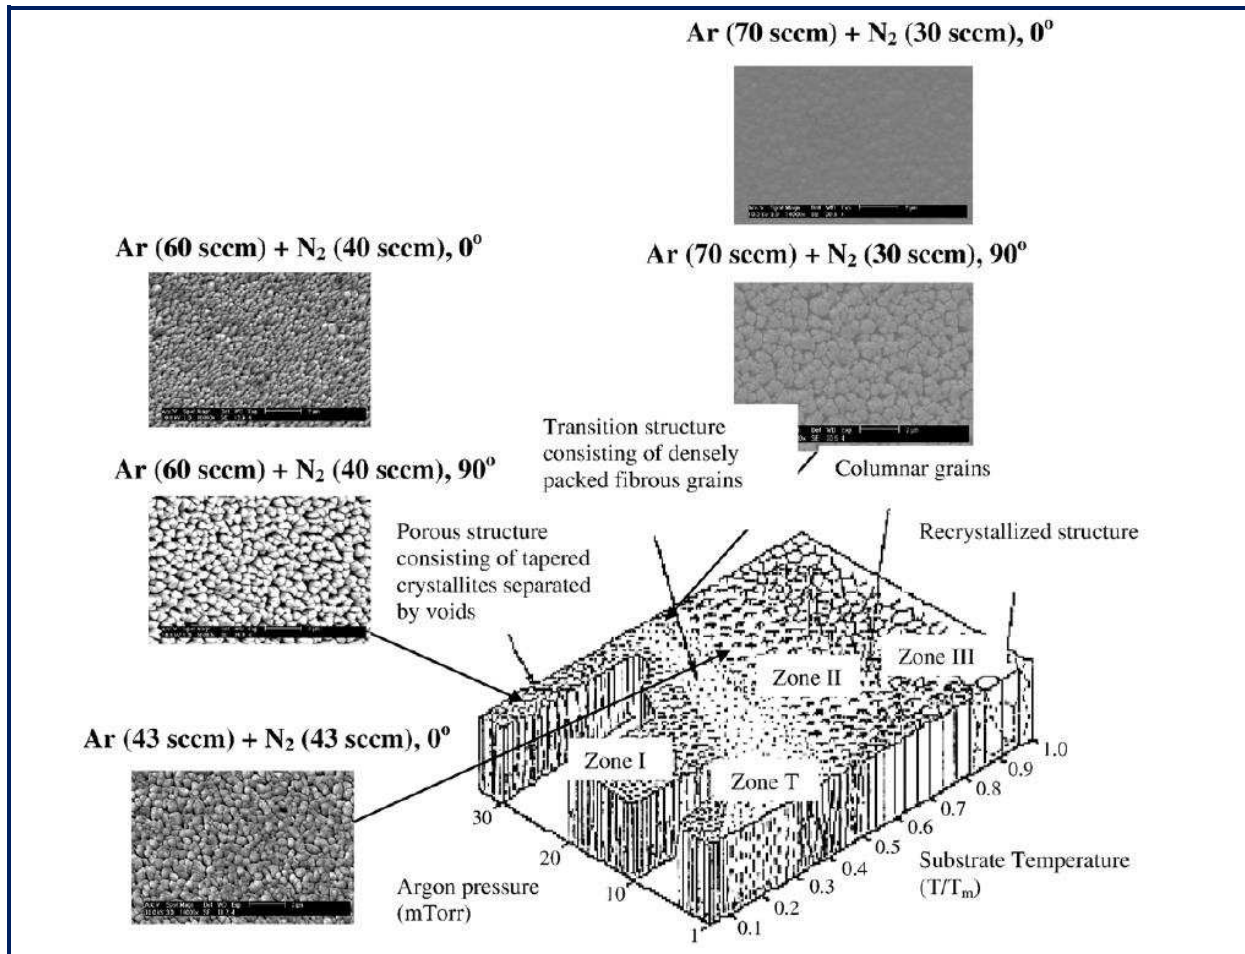 Ar (70 sccm) + N₂ (30 sccm), 0°
Ar (60 sccm) + N₂ (40 sccm), 0°
Ar (70 sccm) + N₂ (30 sccm), 90°
Ar (60 sccm) + N₂ (40 sccm), 90°
Transition structure
consisting of densely
packed fibrous grains
Columnar grains
Porous structure
consisting of tapered
crystallites separated
by voids
Recrystallized structure
Ar (43 sccm) + N₂ (43 sccm), 0°
Zone I
Zone T
Zone II
Zone III
30
20
10
1
Argon pressure
(mTorr)
0.1
0.2
0.3
0.4
0.5
0.6
0.7
0.8
0.9
1.0
Substrate Temperature
(T/Tₘ)